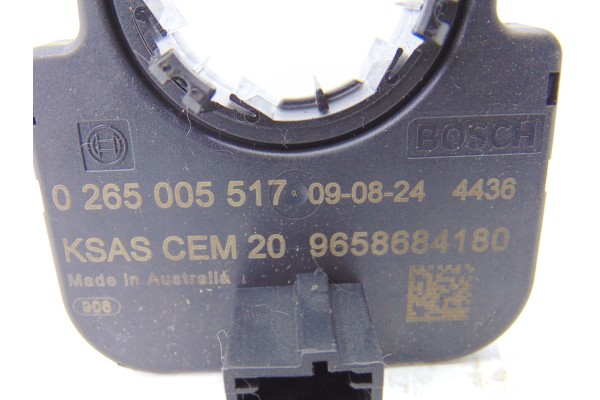 BOSCH
0 265 005 517 09-08-24 4436
KSAS CEM 20 9658684180
Made in Australia
908